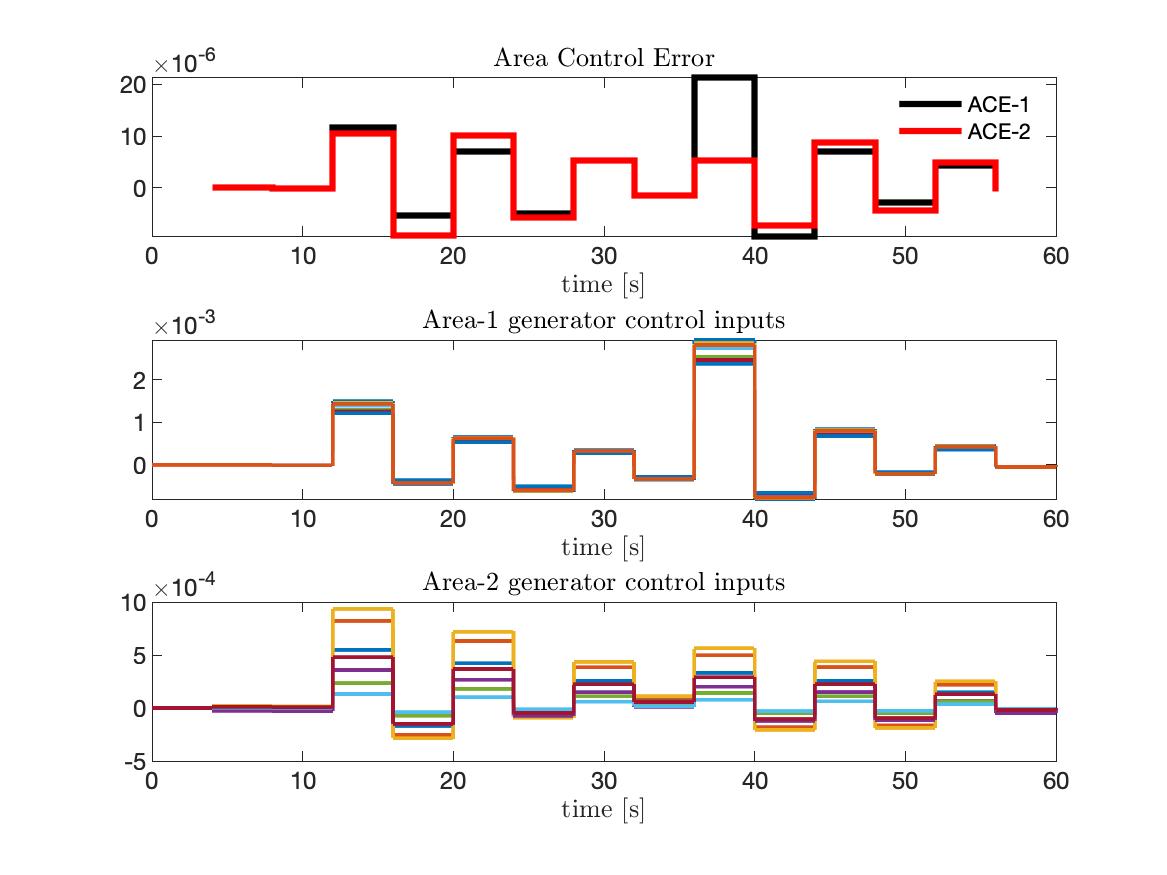 ×10-6
Area Control Error
20
10
0
ACE-1
ACE-2
0 10 20 30 40 50 60
time [s]
×10-3
Area-1 generator control inputs
2
1
0
0 10 20 30 40 50 60
time [s]
×10-4
Area-2 generator control inputs
10
5
0
-5
0 10 20 30 40 50 60
time [s]